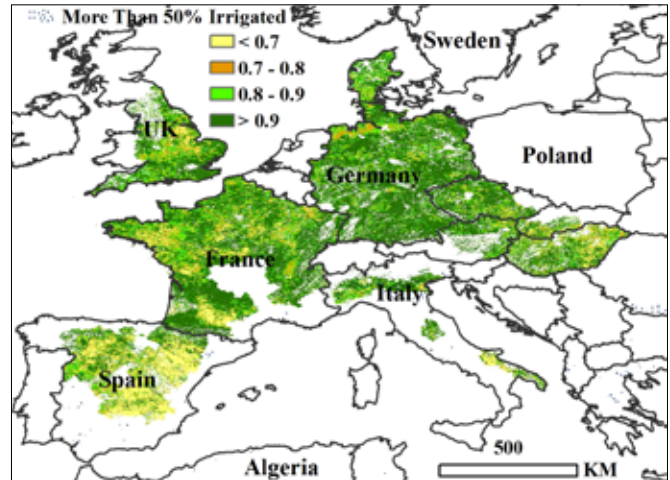 More Than 50% Irrigated
< 0.7
0.7 - 0.8
0.8 - 0.9
> 0.9
Sweden
UK
Poland
Germany
France
Italy
Spain
500
Algeria
KM